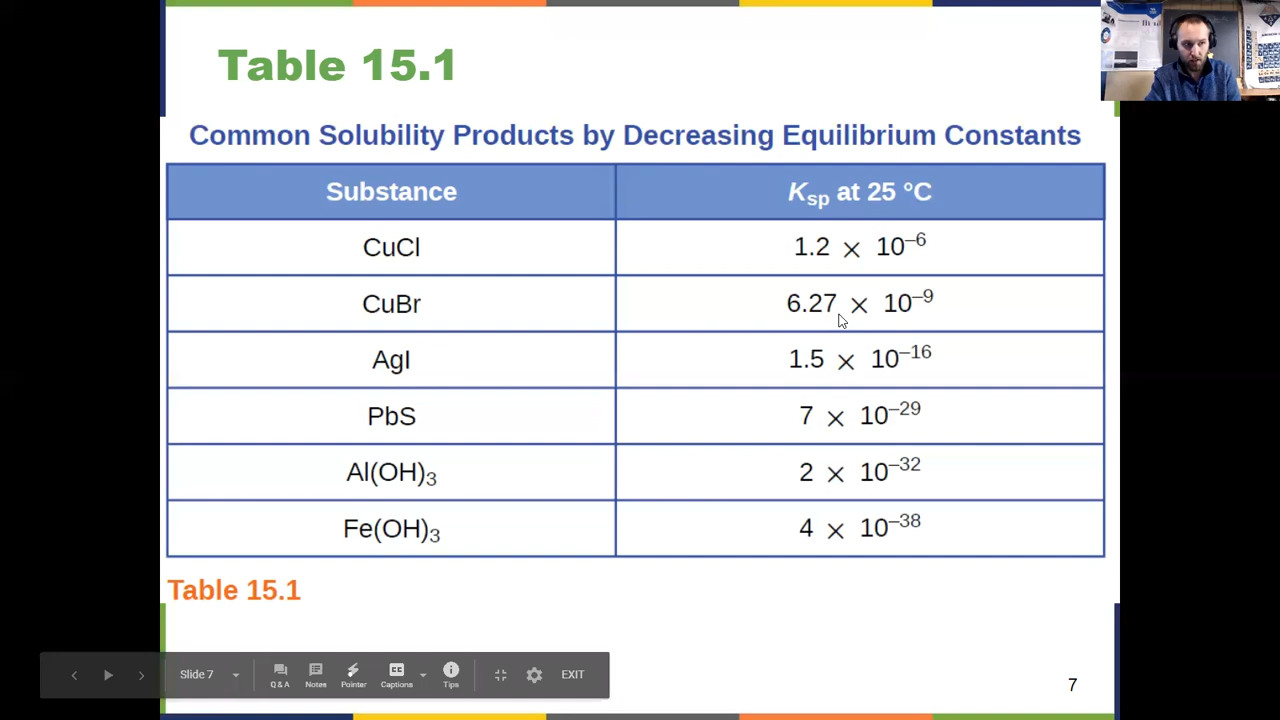 Table 15.1
Common Solubility Products by Decreasing Equilibrium Constants
Substance Ksp at 25 °C
CuCl 1.2 × 10⁻⁶
CuBr 6.27 × 10⁻⁹
AgI 1.5 × 10⁻¹⁶
PbS 7 × 10⁻²⁹
Al(OH)₃ 2 × 10⁻³²
Fe(OH)₃ 4 × 10⁻³⁸
Table 15.1
Slide 7 Q & A Notes Pointer Captions Tips EXIT
7